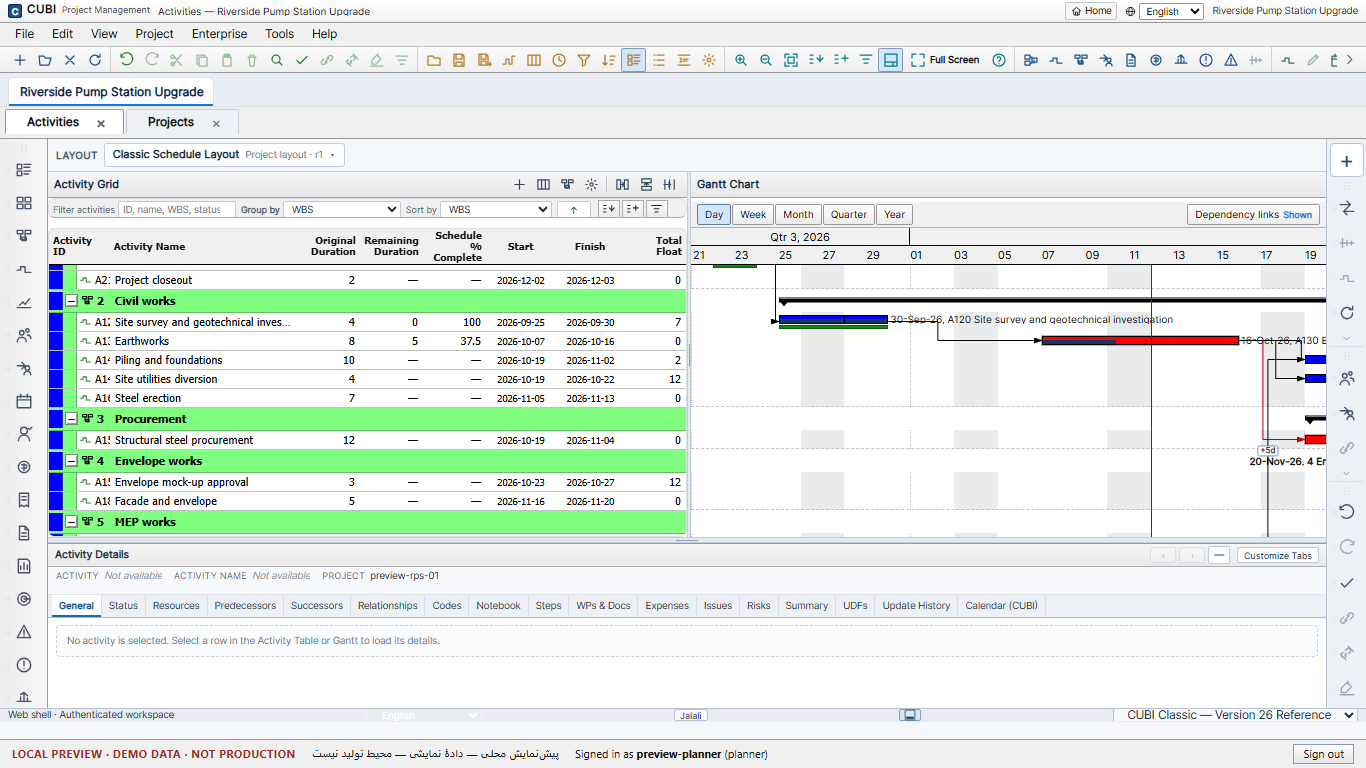 CUBI Project Management Activities — Riverside Pump Station Upgrade Home English Riverside Pump Station Upgrade
File Edit View Project Enterprise Tools Help
Full Screen
Riverside Pump Station Upgrade
Activities × Projects ×
LAYOUT Classic Schedule Layout Project layout · r1
Activity Grid
Filter activities ID, name, WBS, status Group by WBS Sort by WBS
Activity ID Activity Name Original Duration Remaining Duration Schedule % Complete Start Finish Total Float
A21 Project closeout 2 — — 2026-12-02 2026-12-03 0
2 Civil works
A12 Site survey and geotechnical inves... 4 0 100 2026-09-25 2026-09-30 7
A13 Earthworks 8 5 37.5 2026-10-07 2026-10-16 0
A14 Piling and foundations 10 — — 2026-10-19 2026-11-02 2
A14 Site utilities diversion 4 — — 2026-10-19 2026-10-22 12
A16 Steel erection 7 — — 2026-11-05 2026-11-13 0
3 Procurement
A15 Structural steel procurement 12 — — 2026-10-19 2026-11-04 0
4 Envelope works
A15 Envelope mock-up approval 3 — — 2026-10-23 2026-10-27 12
A18 Facade and envelope 5 — — 2026-11-16 2026-11-20 0
5 MEP works
Gantt Chart
Day Week Month Quarter Year Dependency links Shown
Qtr 3, 2026
21 23 25 27 29 01 03 05 07 09 11 13 15 17 19
30-Sep-26, A120 Site survey and geotechnical investigation
16-Oct-26, A130 E
+5d
20-Nov-26, 4 En
Activity Details
Customize Tabs
ACTIVITY Not available ACTIVITY NAME Not available PROJECT preview-rps-01
General Status Resources Predecessors Successors Relationships Codes Notebook Steps WPs & Docs Expenses Issues Risks Summary UDFs Update History Calendar (CUBI)
No activity is selected. Select a row in the Activity Table or Gantt to load its details.
Web shell · Authenticated workspace English Jalali CUBI Classic — Version 26 Reference
LOCAL PREVIEW · DEMO DATA · NOT PRODUCTION پیش‌نمایش محلی — دادهٔ نمایشی — محیط تولید نیست Signed in as preview-planner (planner) Sign out